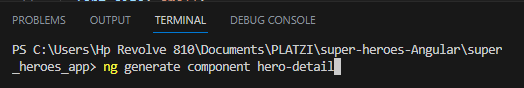 PROBLEMS OUTPUT TERMINAL DEBUG CONSOLE
PS C:\Users\Hp Revolve 810\Documents\PLATZI\super-heroes-Angular\super
_heroes_app> ng generate component hero-detail